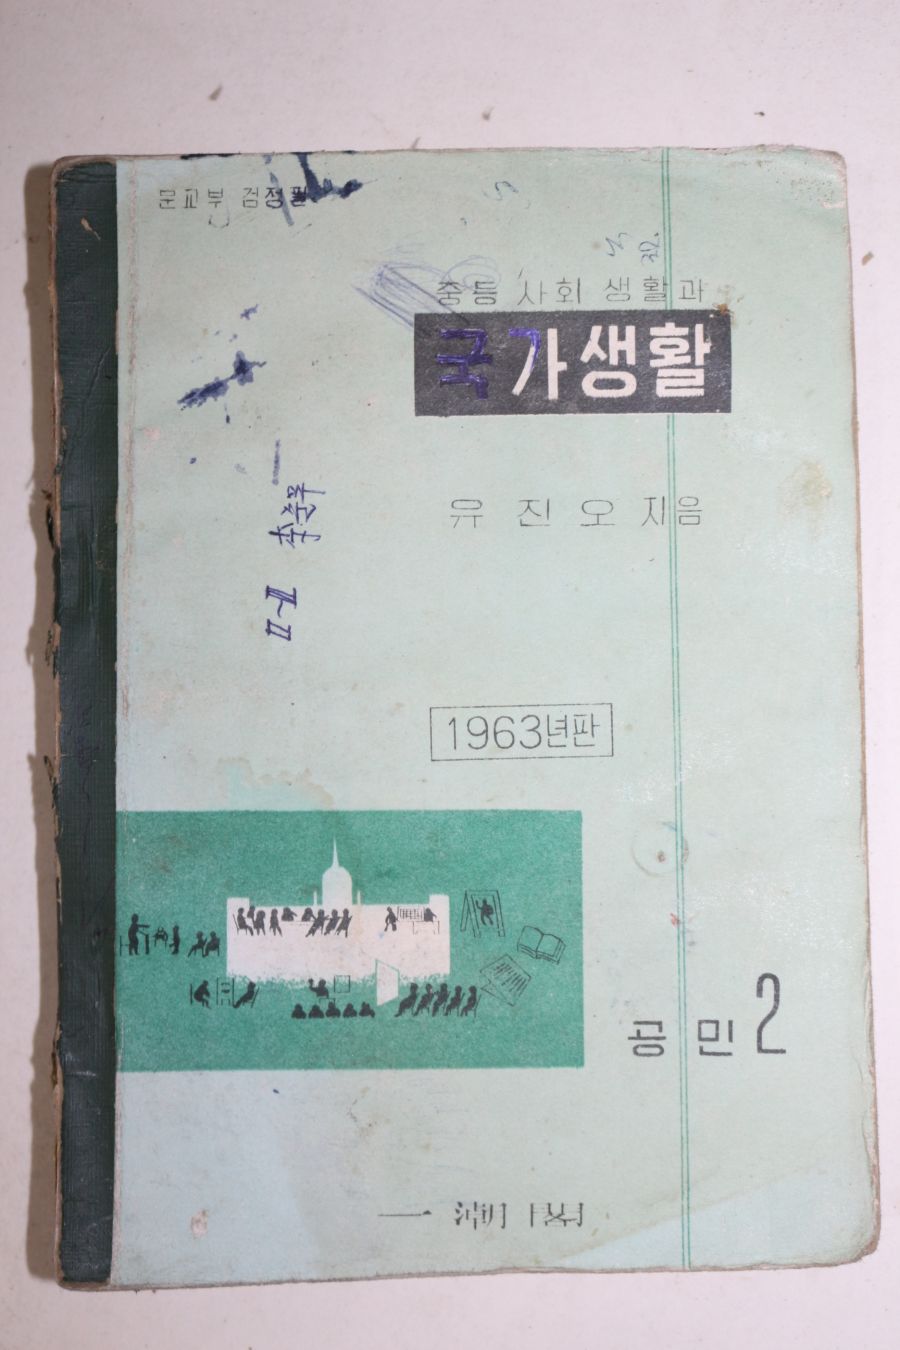 문교부 검정필
중등 사회 생활과
국가생활
유 진 오 지음
1963년판
공 민 2